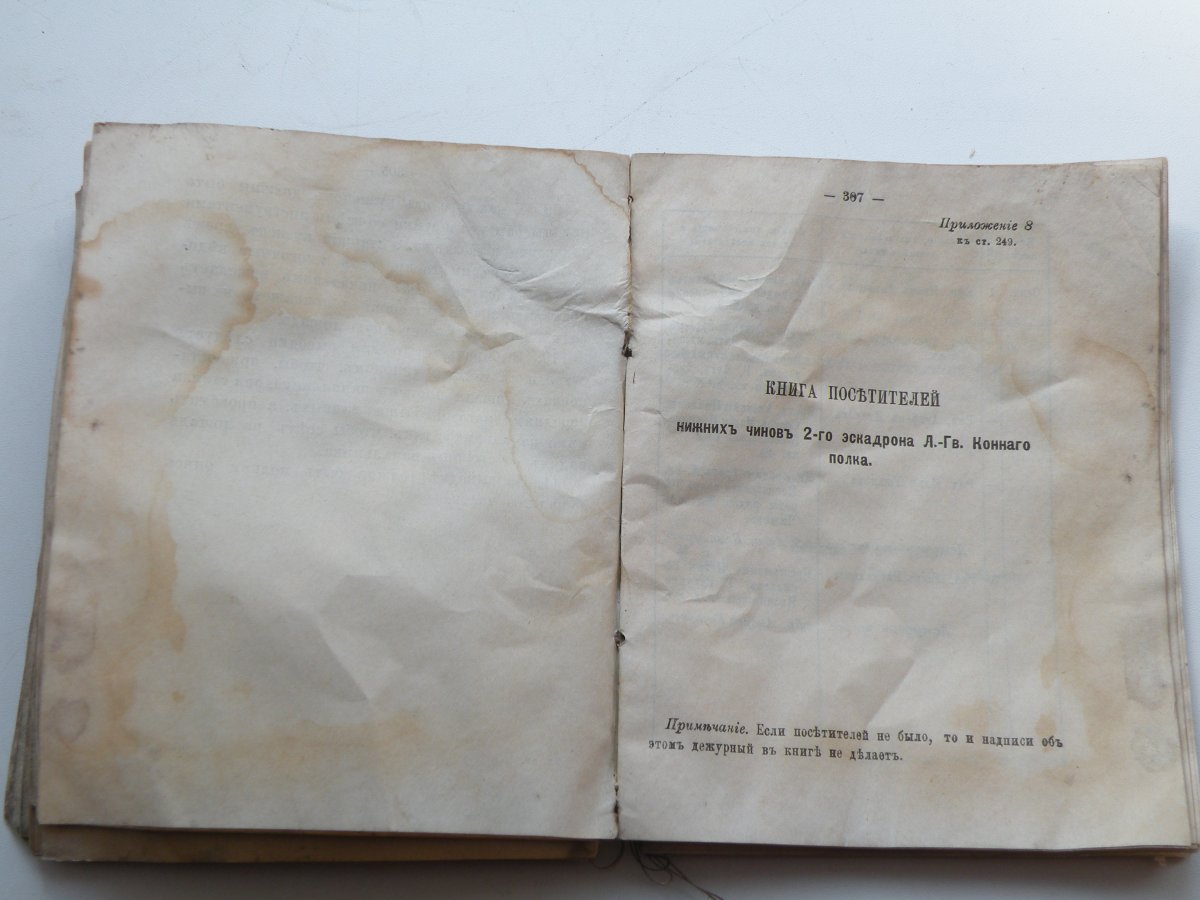 — 307 —
Приложеніе 8
къ ст. 249.
КНИГА ПОСѢТИТЕЛЕЙ
нижнихъ чиновъ 2-го эскадрона Л.-Гв. Коннаго
полка.
Примѣчаніе. Если посѣтителей не было, то и надписи объ
этомъ дежурный въ книгѣ не дѣлаетъ.